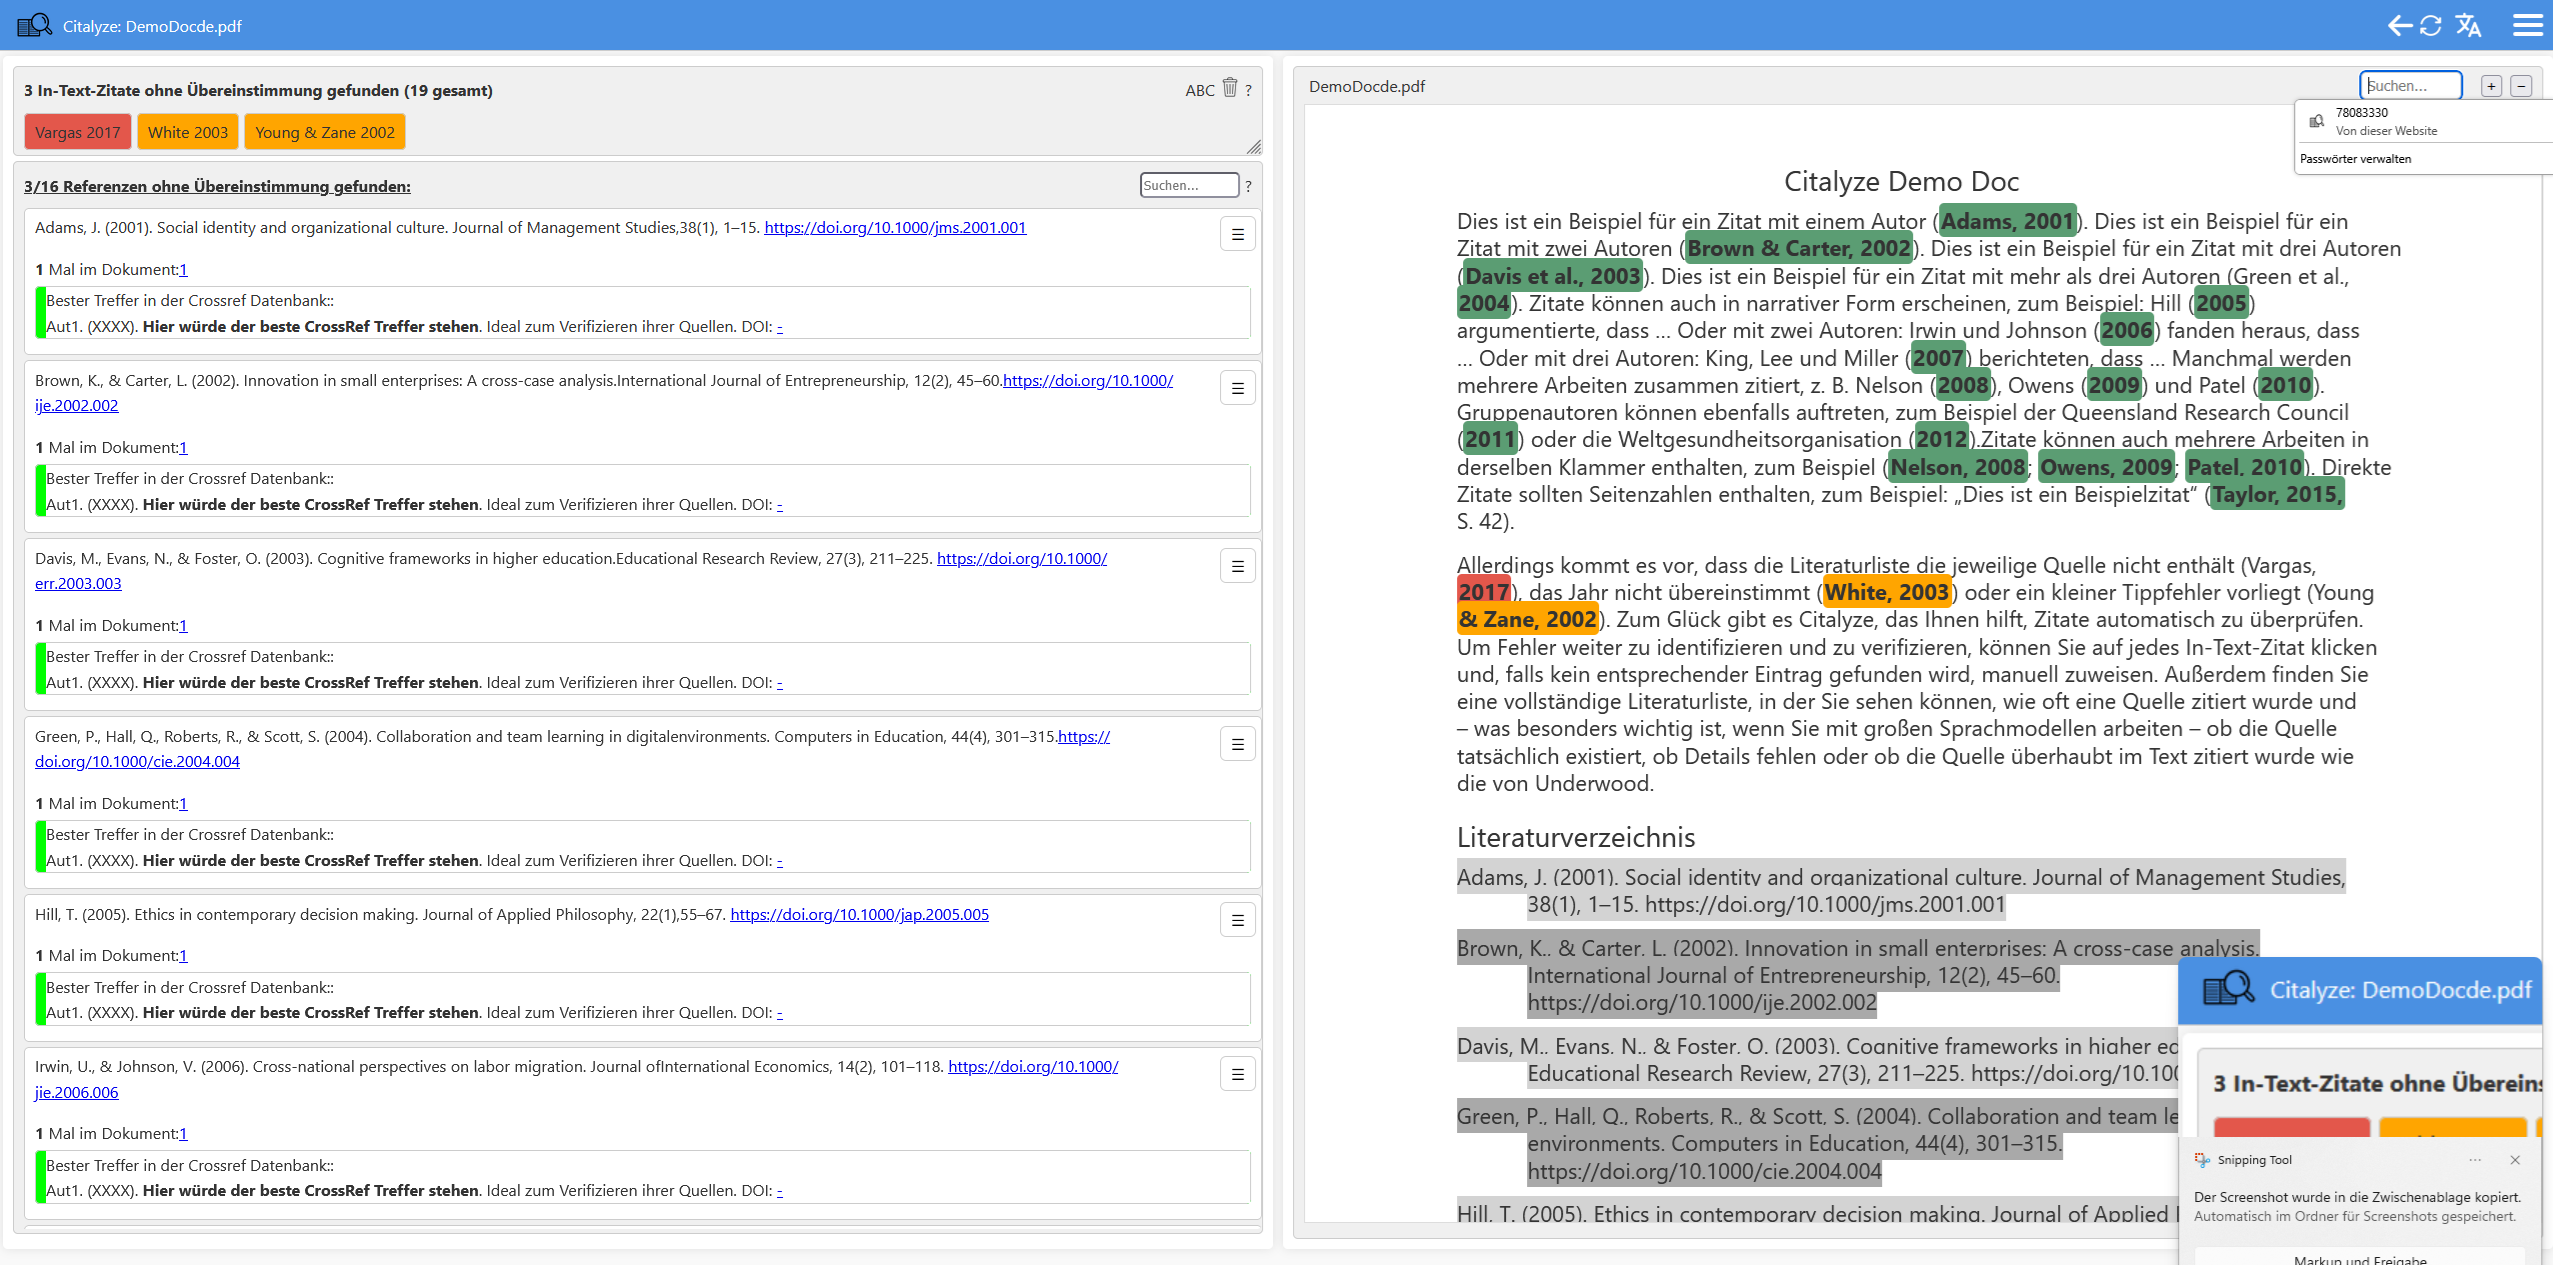 Citalyze: DemoDocde.pdf
3 In-Text-Zitate ohne Übereinstimmung gefunden (19 gesamt)
ABC ?
Vargas 2017 White 2003 Young & Zane 2002
3/16 Referenzen ohne Übereinstimmung gefunden:
Suchen... ?
Adams, J. (2001). Social identity and organizational culture. Journal of Management Studies,38(1), 1–15. https://doi.org/10.1000/jms.2001.001
☰
1 Mal im Dokument:1
Bester Treffer in der Crossref Datenbank::
Aut1. (XXXX). Hier würde der beste CrossRef Treffer stehen. Ideal zum Verifizieren ihrer Quellen. DOI: -
Brown, K., & Carter, L. (2002). Innovation in small enterprises: A cross-case analysis.International Journal of Entrepreneurship, 12(2), 45–60.https://doi.org/10.1000/
ije.2002.002
☰
1 Mal im Dokument:1
Bester Treffer in der Crossref Datenbank::
Aut1. (XXXX). Hier würde der beste CrossRef Treffer stehen. Ideal zum Verifizieren ihrer Quellen. DOI: -
Davis, M., Evans, N., & Foster, O. (2003). Cognitive frameworks in higher education.Educational Research Review, 27(3), 211–225. https://doi.org/10.1000/
err.2003.003
☰
1 Mal im Dokument:1
Bester Treffer in der Crossref Datenbank::
Aut1. (XXXX). Hier würde der beste CrossRef Treffer stehen. Ideal zum Verifizieren ihrer Quellen. DOI: -
Green, P., Hall, Q., Roberts, R., & Scott, S. (2004). Collaboration and team learning in digitalenvironments. Computers in Education, 44(4), 301–315.https://
doi.org/10.1000/cie.2004.004
☰
1 Mal im Dokument:1
Bester Treffer in der Crossref Datenbank::
Aut1. (XXXX). Hier würde der beste CrossRef Treffer stehen. Ideal zum Verifizieren ihrer Quellen. DOI: -
Hill, T. (2005). Ethics in contemporary decision making. Journal of Applied Philosophy, 22(1),55–67. https://doi.org/10.1000/jap.2005.005
☰
1 Mal im Dokument:1
Bester Treffer in der Crossref Datenbank::
Aut1. (XXXX). Hier würde der beste CrossRef Treffer stehen. Ideal zum Verifizieren ihrer Quellen. DOI: -
Irwin, U., & Johnson, V. (2006). Cross-national perspectives on labor migration. Journal ofInternational Economics, 14(2), 101–118. https://doi.org/10.1000/
jie.2006.006
☰
1 Mal im Dokument:1
Bester Treffer in der Crossref Datenbank::
Aut1. (XXXX). Hier würde der beste CrossRef Treffer stehen. Ideal zum Verifizieren ihrer Quellen. DOI: -
DemoDocde.pdf
Suchen... + −
78083330
Von dieser Website
Passwörter verwalten
Citalyze Demo Doc
Dies ist ein Beispiel für ein Zitat mit einem Autor (Adams, 2001). Dies ist ein Beispiel für ein
Zitat mit zwei Autoren (Brown & Carter, 2002). Dies ist ein Beispiel für ein Zitat mit drei Autoren
(Davis et al., 2003). Dies ist ein Beispiel für ein Zitat mit mehr als drei Autoren (Green et al.,
2004). Zitate können auch in narrativer Form erscheinen, zum Beispiel: Hill (2005)
argumentierte, dass ... Oder mit zwei Autoren: Irwin und Johnson (2006) fanden heraus, dass
... Oder mit drei Autoren: King, Lee und Miller (2007) berichteten, dass ... Manchmal werden
mehrere Arbeiten zusammen zitiert, z. B. Nelson (2008), Owens (2009) und Patel (2010).
Gruppenautoren können ebenfalls auftreten, zum Beispiel der Queensland Research Council
(2011) oder die Weltgesundheitsorganisation (2012).Zitate können auch mehrere Arbeiten in
derselben Klammer enthalten, zum Beispiel (Nelson, 2008; Owens, 2009; Patel, 2010). Direkte
Zitate sollten Seitenzahlen enthalten, zum Beispiel: „Dies ist ein Beispielzitat“ (Taylor, 2015,
S. 42).
Allerdings kommt es vor, dass die Literaturliste die jeweilige Quelle nicht enthält (Vargas,
2017), das Jahr nicht übereinstimmt (White, 2003) oder ein kleiner Tippfehler vorliegt (Young
& Zane, 2002). Zum Glück gibt es Citalyze, das Ihnen hilft, Zitate automatisch zu überprüfen.
Um Fehler weiter zu identifizieren und zu verifizieren, können Sie auf jedes In-Text-Zitat klicken
und, falls kein entsprechender Eintrag gefunden wird, manuell zuweisen. Außerdem finden Sie
eine vollständige Literaturliste, in der Sie sehen können, wie oft eine Quelle zitiert wurde und
– was besonders wichtig ist, wenn Sie mit großen Sprachmodellen arbeiten – ob die Quelle
tatsächlich existiert, ob Details fehlen oder ob die Quelle überhaupt im Text zitiert wurde wie
die von Underwood.
Literaturverzeichnis
Adams, J. (2001). Social identity and organizational culture. Journal of Management Studies,
38(1), 1–15. https://doi.org/10.1000/jms.2001.001
Brown, K., & Carter, L. (2002). Innovation in small enterprises: A cross-case analysis.
International Journal of Entrepreneurship, 12(2), 45–60.
https://doi.org/10.1000/ije.2002.002
Davis, M., Evans, N., & Foster, O. (2003). Cognitive frameworks in higher
Educational Research Review, 27(3), 211–225. https://doi.org/10.100
Green, P., Hall, Q., Roberts, R., & Scott, S. (2004). Collaboration and team le
environments. Computers in Education, 44(4), 301–315.
https://doi.org/10.1000/cie.2004.004
Hill, T. (2005). Ethics in contemporary decision making. Journal of Applied
Citalyze: DemoDocde.pdf
3 In-Text-Zitate ohne Übereins
Snipping Tool
Der Screenshot wurde in die Zwischenablage kopiert.
Automatisch im Ordner für Screenshots gespeichert.
Markup und Freigabe